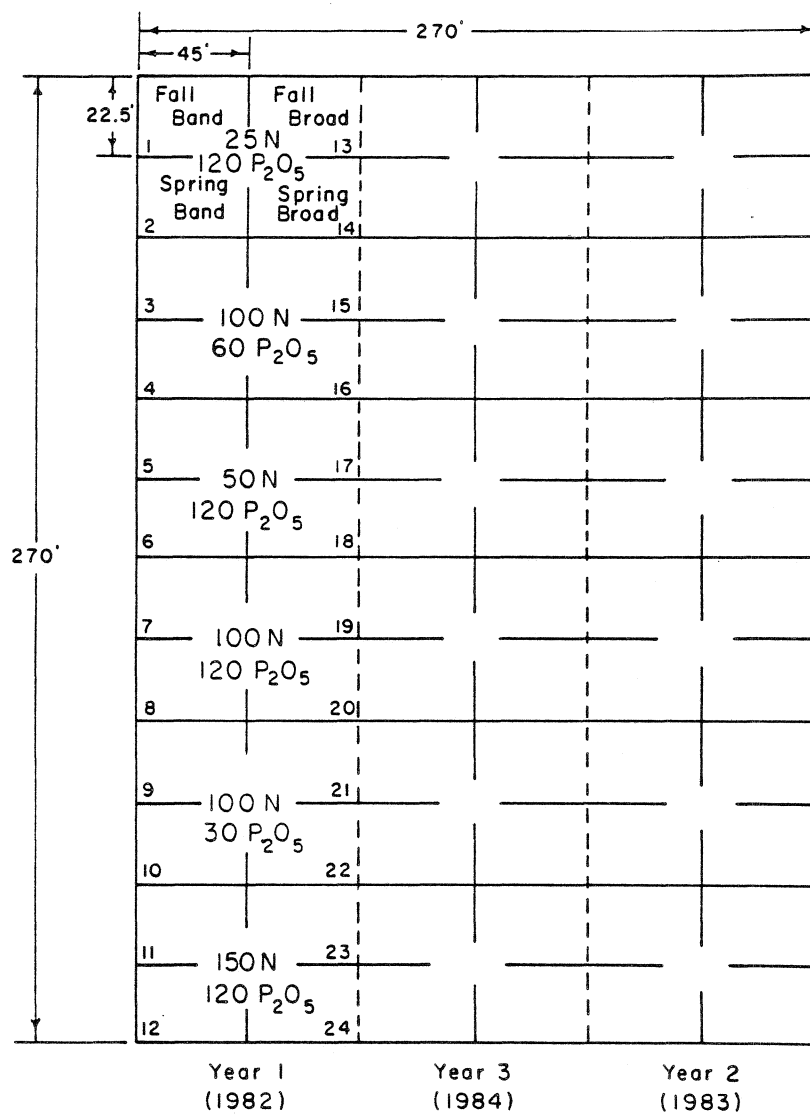 270'
45'
22.5'
Fall
Band
Fall
Broad
1
25 N
13
120 P₂O₅
Spring
Band
Spring
Broad
2
14
3
100 N
15
60 P₂O₅
4
16
5
50 N
17
120 P₂O₅
270'
6
18
7
100 N
19
120 P₂O₅
8
20
9
100 N
21
30 P₂O₅
10
22
11
150 N
23
120 P₂O₅
12
24
Year 1
(1982)
Year 3
(1984)
Year 2
(1983)